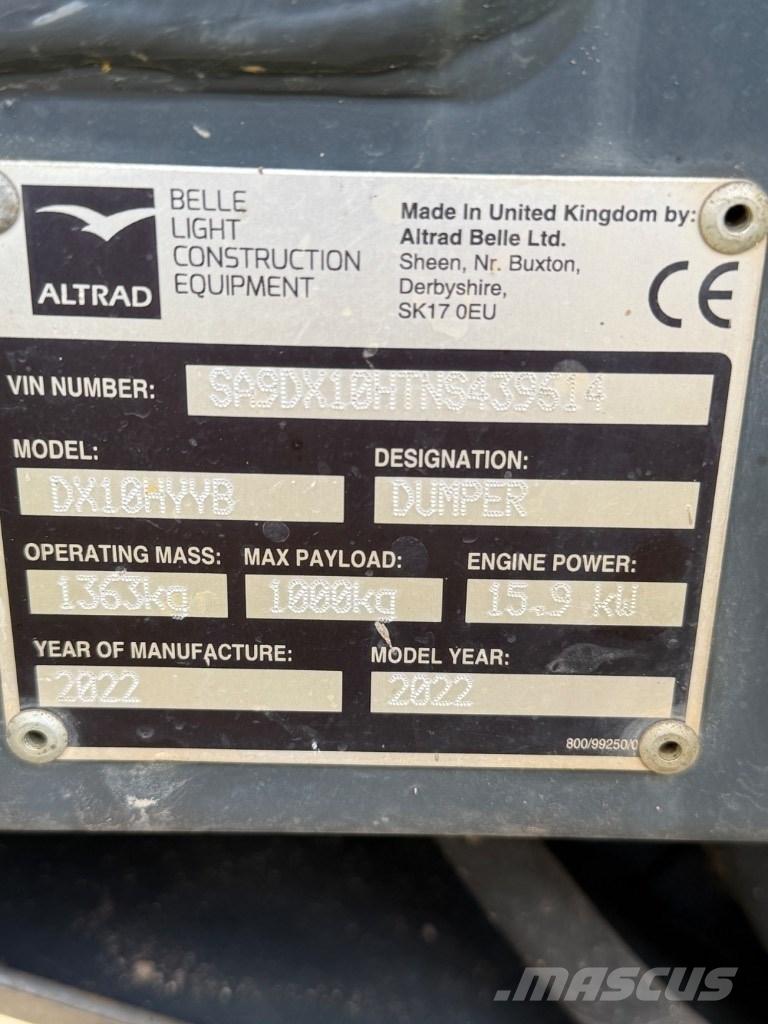 ALTRAD
BELLE
LIGHT
CONSTRUCTION
EQUIPMENT
Made In United Kingdom by:
Altrad Belle Ltd.
Sheen, Nr. Buxton,
Derbyshire,
SK17 0EU
CE
VIN NUMBER: SA9DX10HTNS439614
MODEL:
DX10HYYB
DESIGNATION:
DUMPER
OPERATING MASS: MAX PAYLOAD: ENGINE POWER:
1363kg 1000kg 15.9 kW
YEAR OF MANUFACTURE: MODEL YEAR:
2022 2022
800/99250/0
MASCUS